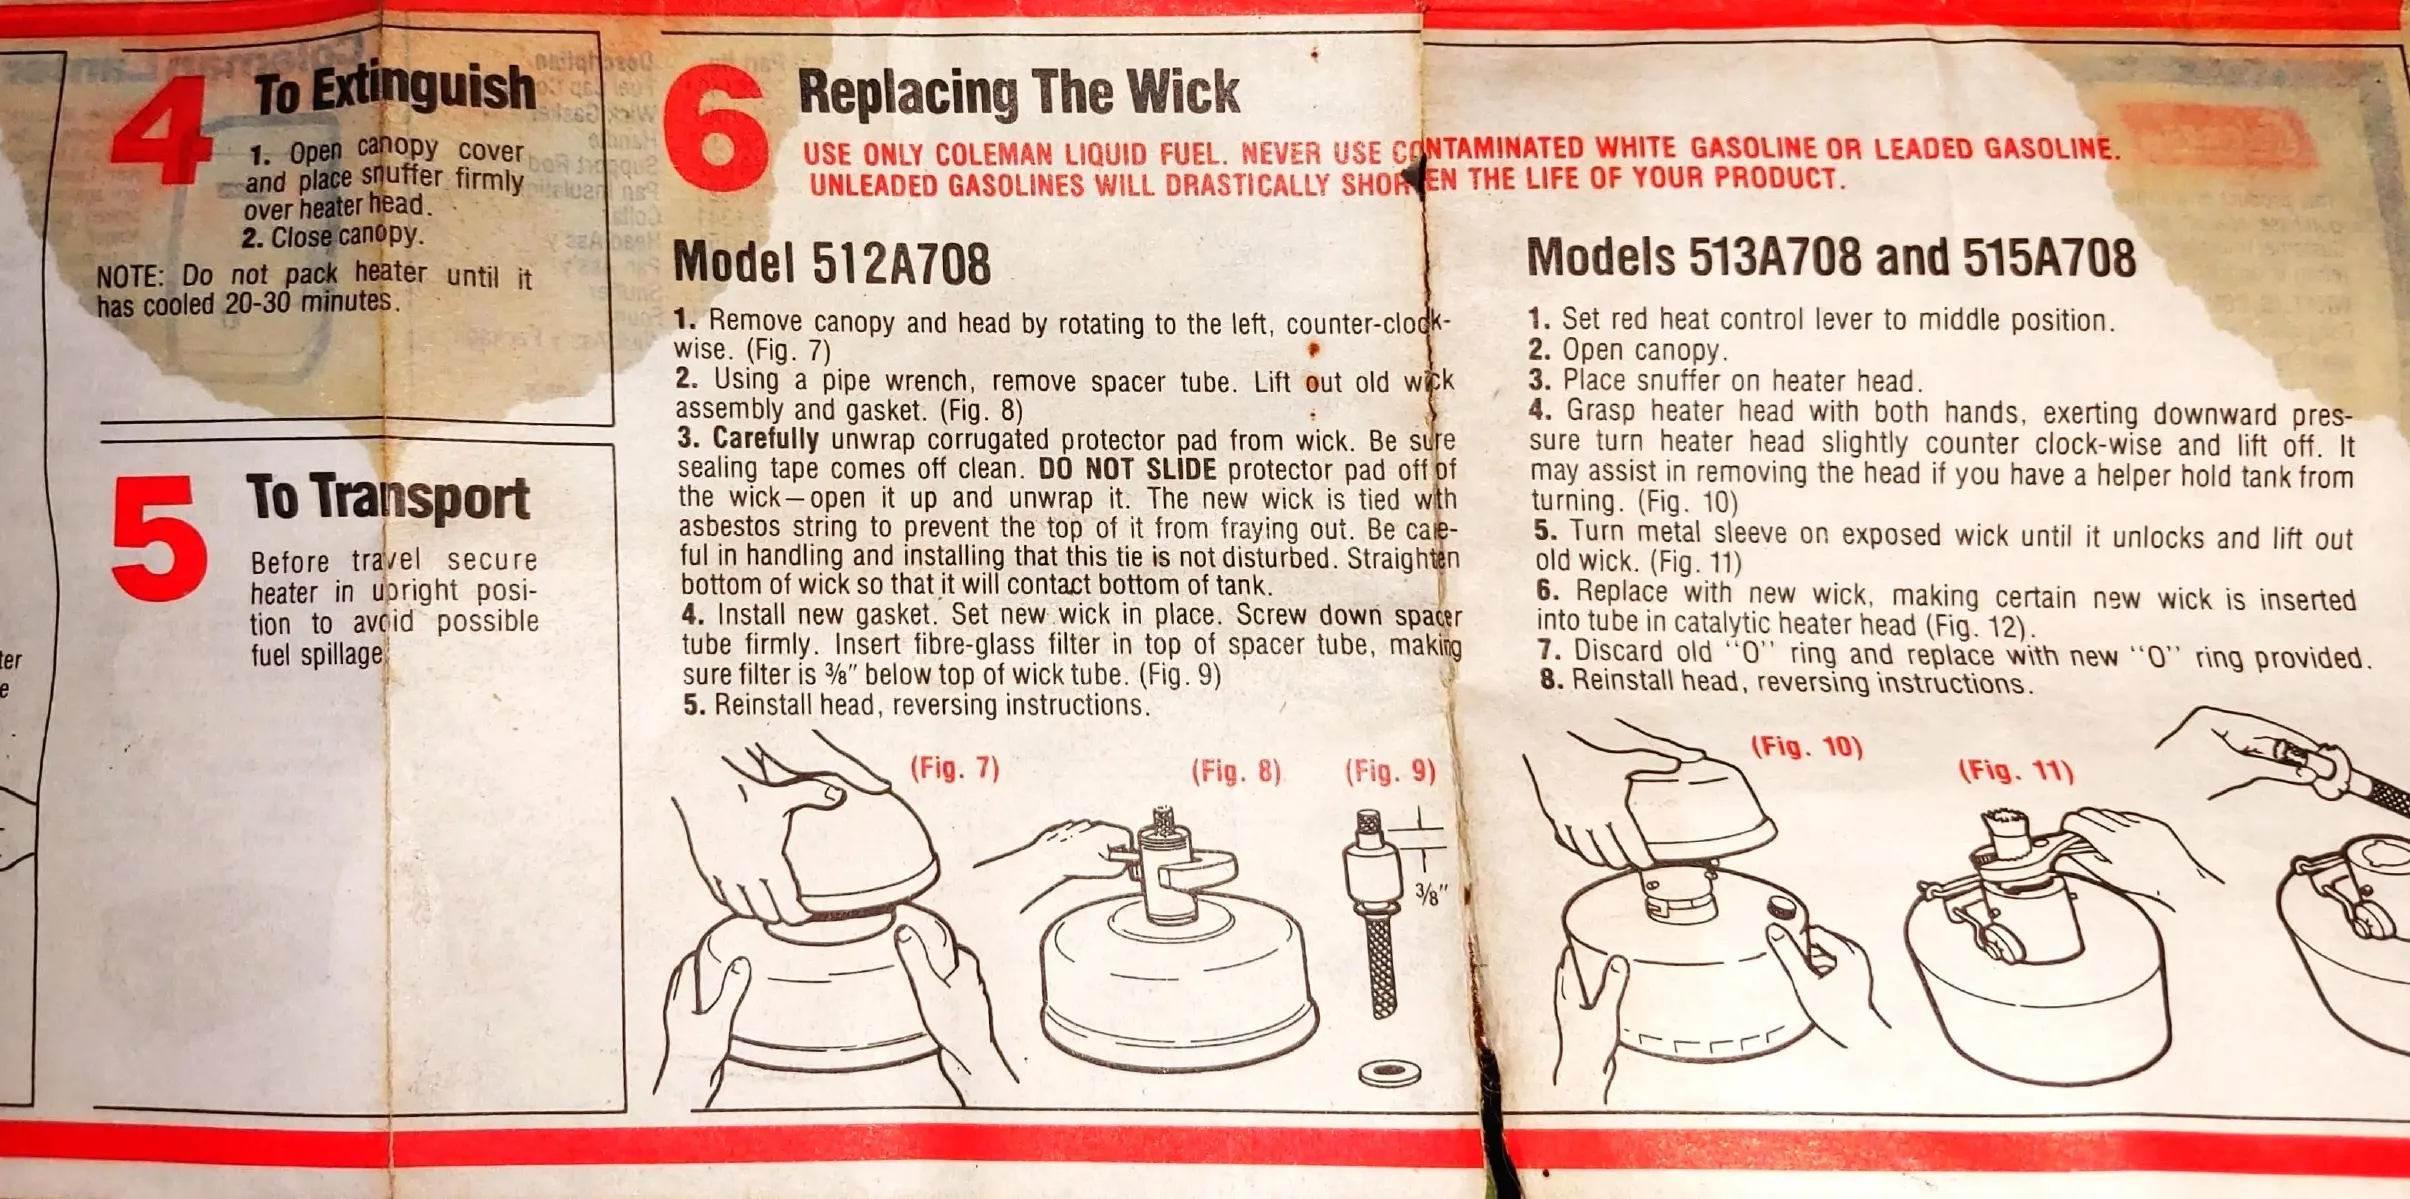 4 To Extinguish
1. Open canopy cover
and place snuffer firmly
over heater head.
2. Close canopy.
NOTE: Do not pack heater until it
has cooled 20-30 minutes.
5 To Transport
Before travel secure
heater in upright posi-
tion to avoid possible
fuel spillage.
6 Replacing The Wick
USE ONLY COLEMAN LIQUID FUEL. NEVER USE CONTAMINATED WHITE GASOLINE OR LEADED GASOLINE.
UNLEADED GASOLINES WILL DRASTICALLY SHORTEN THE LIFE OF YOUR PRODUCT.
Model 512A708
1. Remove canopy and head by rotating to the left, counter-clock-
wise. (Fig. 7)
2. Using a pipe wrench, remove spacer tube. Lift out old wick
assembly and gasket. (Fig. 8)
3. Carefully unwrap corrugated protector pad from wick. Be sure
sealing tape comes off clean. DO NOT SLIDE protector pad off of
the wick—open it up and unwrap it. The new wick is tied with
asbestos string to prevent the top of it from fraying out. Be care-
ful in handling and installing that this tie is not disturbed. Straighten
bottom of wick so that it will contact bottom of tank.
4. Install new gasket. Set new wick in place. Screw down spacer
tube firmly. Insert fibre-glass filter in top of spacer tube, making
sure filter is 3/8" below top of wick tube. (Fig. 9)
5. Reinstall head, reversing instructions.
(Fig. 7)
(Fig. 8)
(Fig. 9)
3/8"
Models 513A708 and 515A708
1. Set red heat control lever to middle position.
2. Open canopy.
3. Place snuffer on heater head.
4. Grasp heater head with both hands, exerting downward pres-
sure turn heater head slightly counter clock-wise and lift off. It
may assist in removing the head if you have a helper hold tank from
turning. (Fig. 10)
5. Turn metal sleeve on exposed wick until it unlocks and lift out
old wick. (Fig. 11)
6. Replace with new wick, making certain new wick is inserted
into tube in catalytic heater head (Fig. 12).
7. Discard old "O" ring and replace with new "O" ring provided.
8. Reinstall head, reversing instructions.
(Fig. 10)
(Fig. 11)